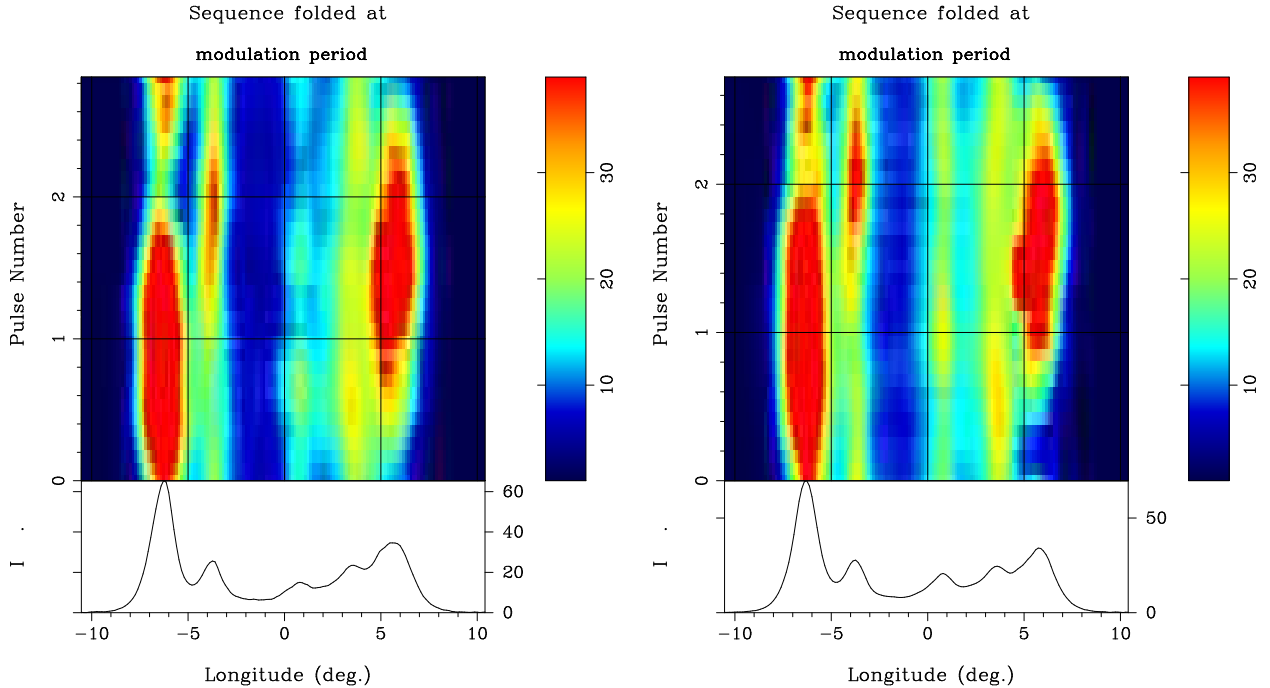 Sequence folded at
modulation period
Pulse Number
0
1
2
10
20
30
I .
0
20
40
60
−10
−5
0
5
10
Longitude (deg.)
Sequence folded at
modulation period
Pulse Number
0
1
2
10
20
30
I .
0
50
−10
−5
0
5
10
Longitude (deg.)